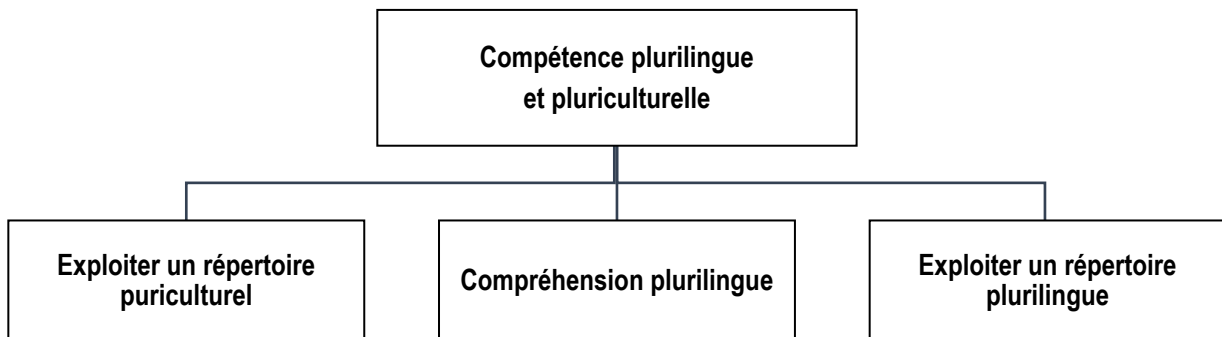 Compétence plurilingue
et pluriculturelle
Exploiter un répertoire
puriculturel
Compréhension plurilingue
Exploiter un répertoire
plurilingue